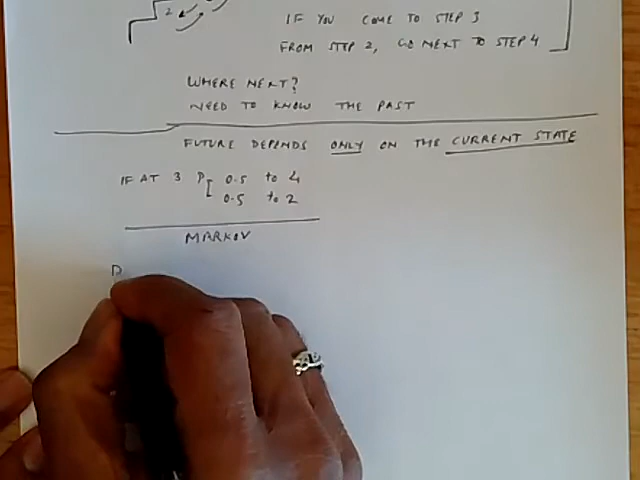 2
IF YOU COME TO STEP 3
FROM STEP 2, GO NEXT TO STEP 4
WHERE NEXT?
NEED TO KNOW THE PAST
FUTURE DEPENDS ONLY ON THE CURRENT STATE
IF AT 3 P [ 0.5 to 4
0.5 to 2
MARKOV